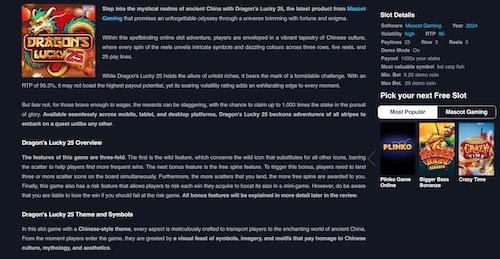 DRAGON'S
LUCKY 25
Step into the mystical realms of ancient China with Dragon's Lucky 25, the latest product from Mascot
Gaming that promises an unforgettable odyssey through a universe brimming with fortune and enigma.
Within this spellbinding online slot adventure, players are enveloped in a vibrant tapestry of Chinese culture,
where every spin of the reels unveils intricate symbols and dazzling colours across three rows, five reels, and
25-pay lines.
While Dragon's Lucky 25 holds the allure of untold riches, it bears the mark of a formidable challenge. With an
RTP of 95.3%, it may not boast the highest payout potential, yet its soaring volatility rating adds an exhilarating edge to every moment.
But fear not, for those brave enough to wager, the rewards can be staggering, with the chance to claim up to 1,000 times the stake in the pursuit
of glory. Available seamlessly across mobile, tablet, and desktop platforms, Dragon's Lucky 25 beckons adventurers of all stripes to
embark on a quest unlike any other.
Dragon's Lucky 25 Overview
The features of this game are three-fold. The first is the wild feature, which concerns the wild icon that substitutes for all other icons, barring
the scatter to help players find more frequent wins. The next bonus feature is the free spins feature. To trigger this bonus, players need to land
three or more scatter icons on the board simultaneously. Furthermore, the more scatters that you land, the more free spins are awarded to you.
Finally, this game also has a risk feature that allows players to risk each win they acquire to boost its size in a mini-game. However, do be aware
that you are liable to lose the win if you should fail at the risk game. All bonus features will be explained in more detail later in the review.
Dragon's Lucky 25 Theme and Symbols
In this slot game with a Chinese-style theme, every aspect is meticulously crafted to transport players to the enchanting world of ancient China.
From the moment players enter the game, they are greeted by a visual feast of symbols, imagery, and motifs that pay homage to Chinese
culture, mythology, and aesthetics.
Slot Details
Software Mascot Gaming Year 2024
Volatility high RTP 95
Paylines 25 Row 3 Reels 5
Demo Mode On
Payout 1000x your stake
Most valuable symbol koi carp fish
Min. Bet 0.20 demo coin
Max Bet. 25 demo coin
Pick your next Free Slot
Most Popular Mascot Gaming
PLINKO
BIGGER BASS
BONANZA
CRAZY
TIME
Plinko Game
Online
Bigger Bass
Bonanza
Crazy Time